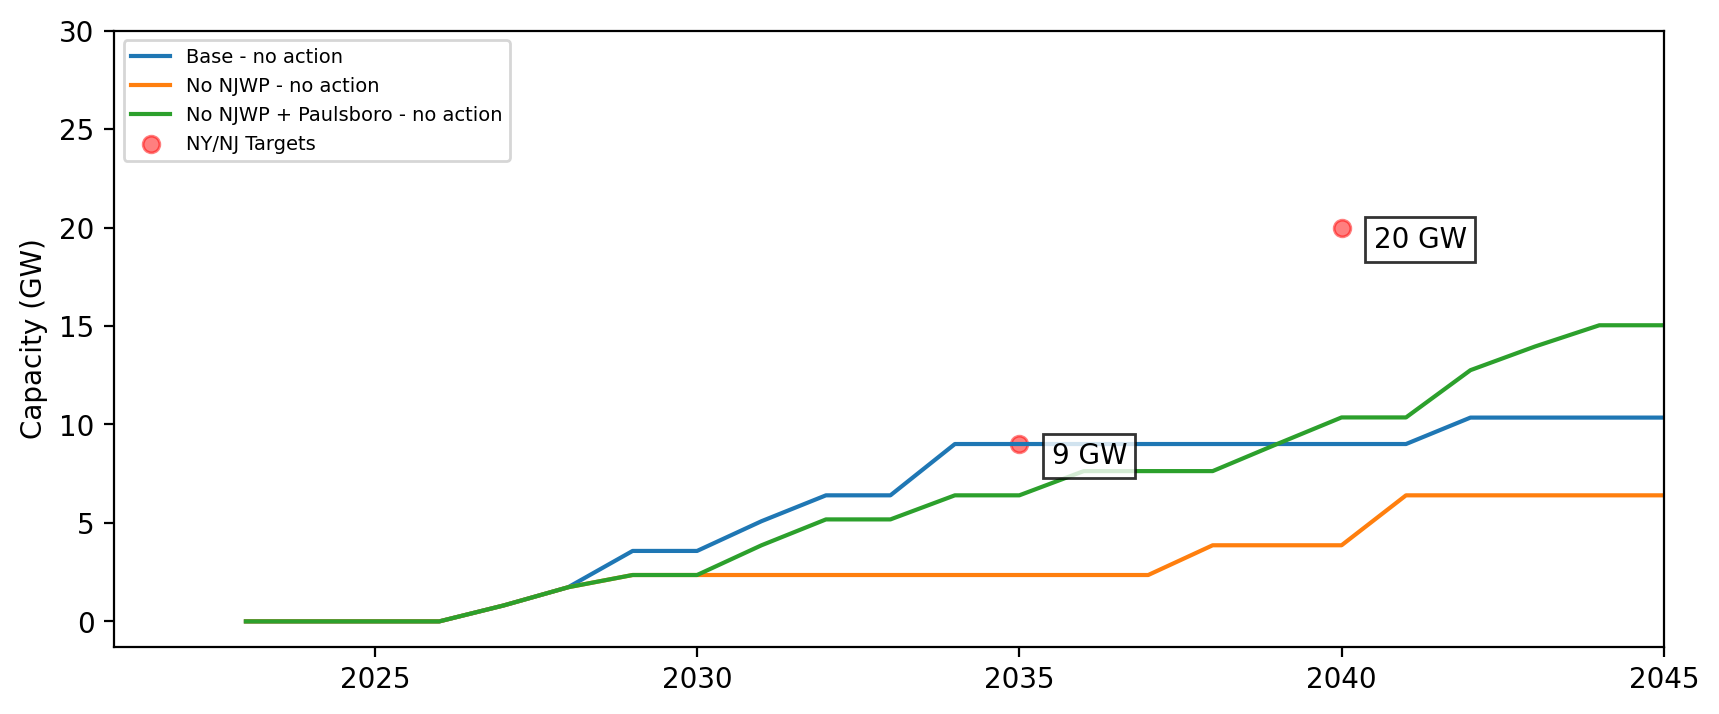 30
25
20
15
10
5
0
Capacity (GW)
Base - no action
No NJWP - no action
No NJWP + Paulsboro - no action
NY/NJ Targets
20 GW
9 GW
2025
2030
2035
2040
2045